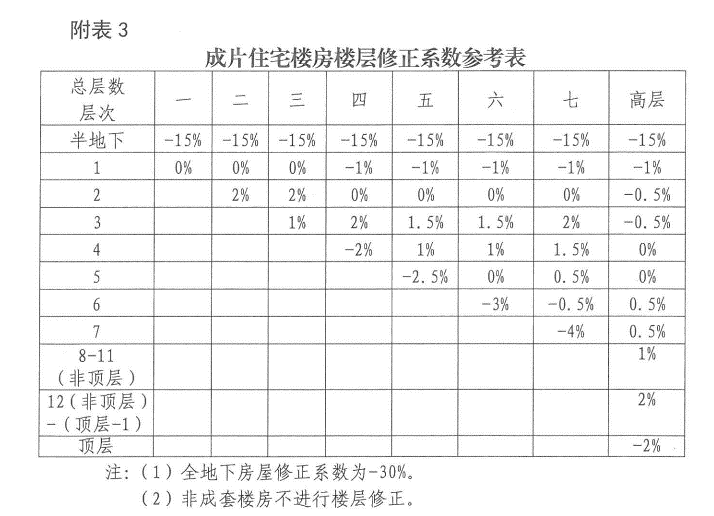 附表3
成片住宅楼房楼层修正系数参考表
总层数
层次 一 二 三 四 五 六 七 高层
半地下 -15% -15% -15% -15% -15% -15% -15% -15%
1 0% 0% 0% -1% -1% -1% -1% -1%
2 2% 2% 0% 0% 0% 0% -0.5%
3 1% 2% 1.5% 1.5% 2% -0.5%
4 -2% 1% 1% 1.5% 0%
5 -2.5% 0% 0.5% 0%
6 -3% -0.5% 0.5%
7 -4% 0.5%
8-11 1%
(非顶层)
12(非顶层) 2%
-(顶层-1)
顶层 -2%
注:(1)全地下房屋修正系数为-30%。
(2)非成套楼房不进行楼层修正。